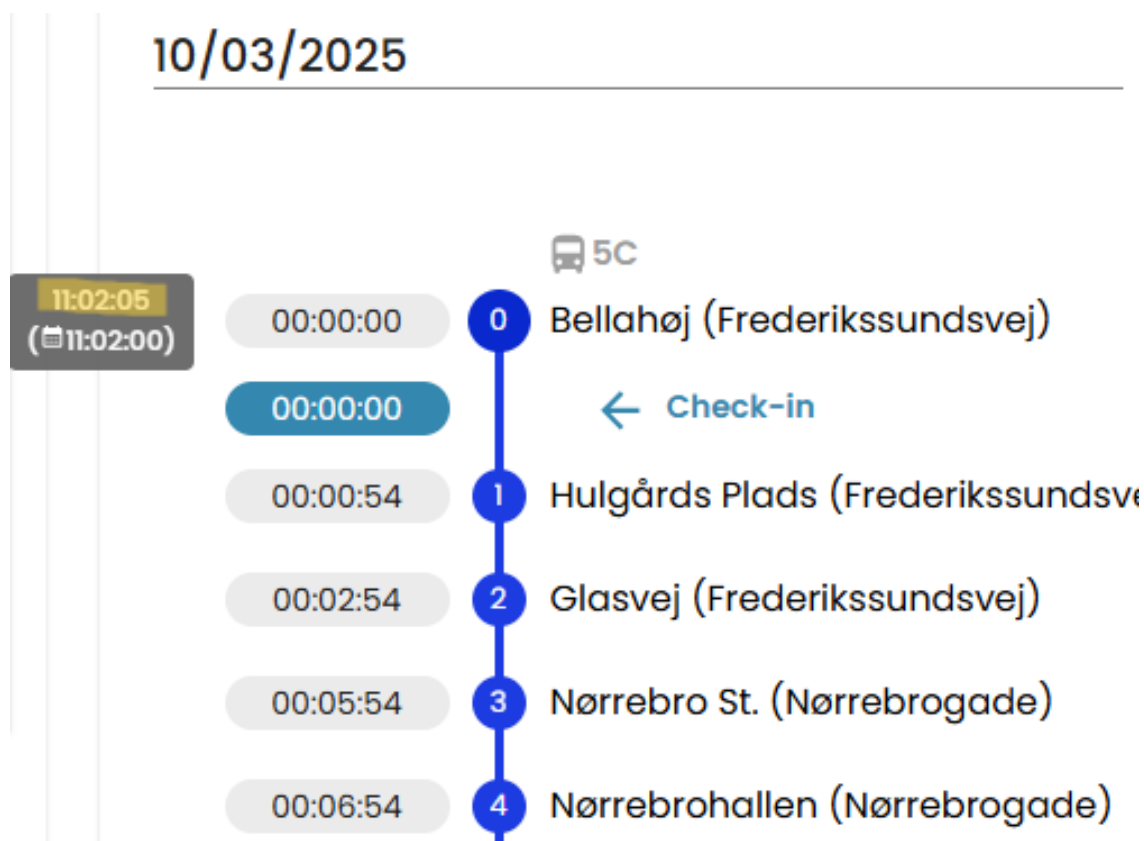 10/03/2025
5C
11:02:05
(11:02:00)
00:00:00 0 Bellahøj (Frederikssundsvej)
00:00:00 Check-in
00:00:54 1 Hulgårds Plads (Frederikssundsve
00:02:54 2 Glasvej (Frederikssundsvej)
00:05:54 3 Nørrebro St. (Nørrebrogade)
00:06:54 4 Nørrebrohallen (Nørrebrogade)